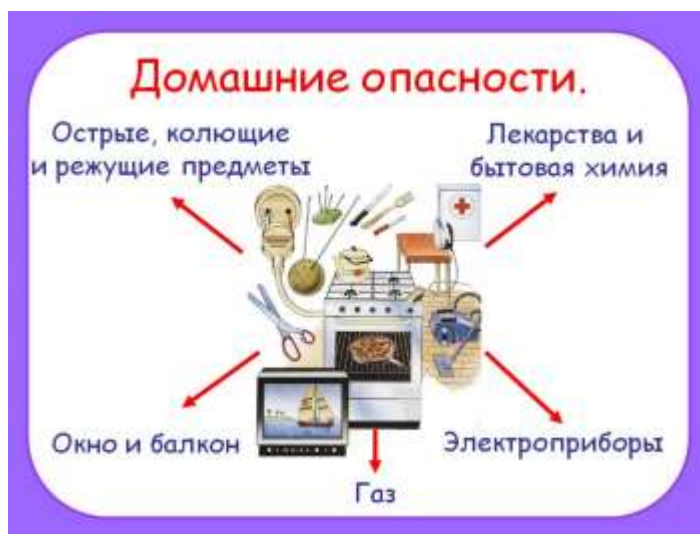 Домашние опасности.
Острые, колющие
и режущие предметы
Лекарства и
бытовая химия
Окно и балкон
Электроприборы
Газ